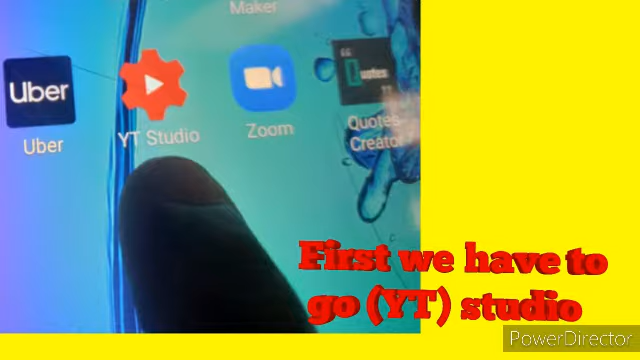 Maker
Uber
Uber
YT Studio
Zoom
Quotes
Quotes
Creator
First we have to
go (YT) studio
PowerDirector